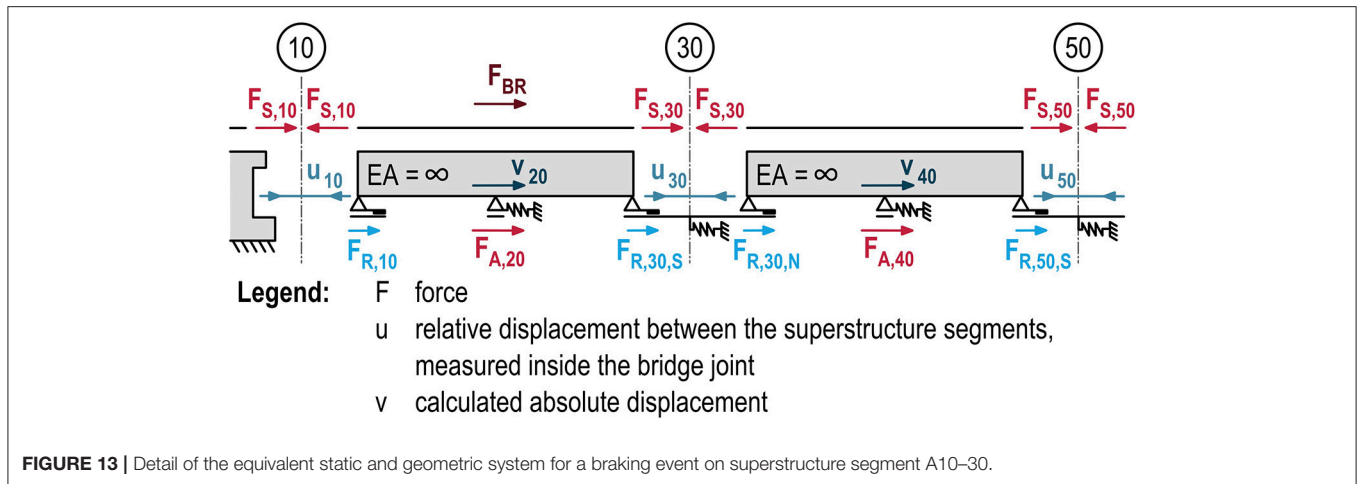 10 30 50
F_BR
F_S,10 F_S,10 F_S,30 F_S,30 F_S,50 F_S,50
u_10 EA = ∞ v_20 u_30 EA = ∞ v_40 u_50
F_R,10 F_A,20 F_R,30,S F_R,30,N F_A,40 F_R,50,S
Legend: F force
u relative displacement between the superstructure segments,
measured inside the bridge joint
v calculated absolute displacement
FIGURE 13 | Detail of the equivalent static and geometric system for a braking event on superstructure segment A10–30.